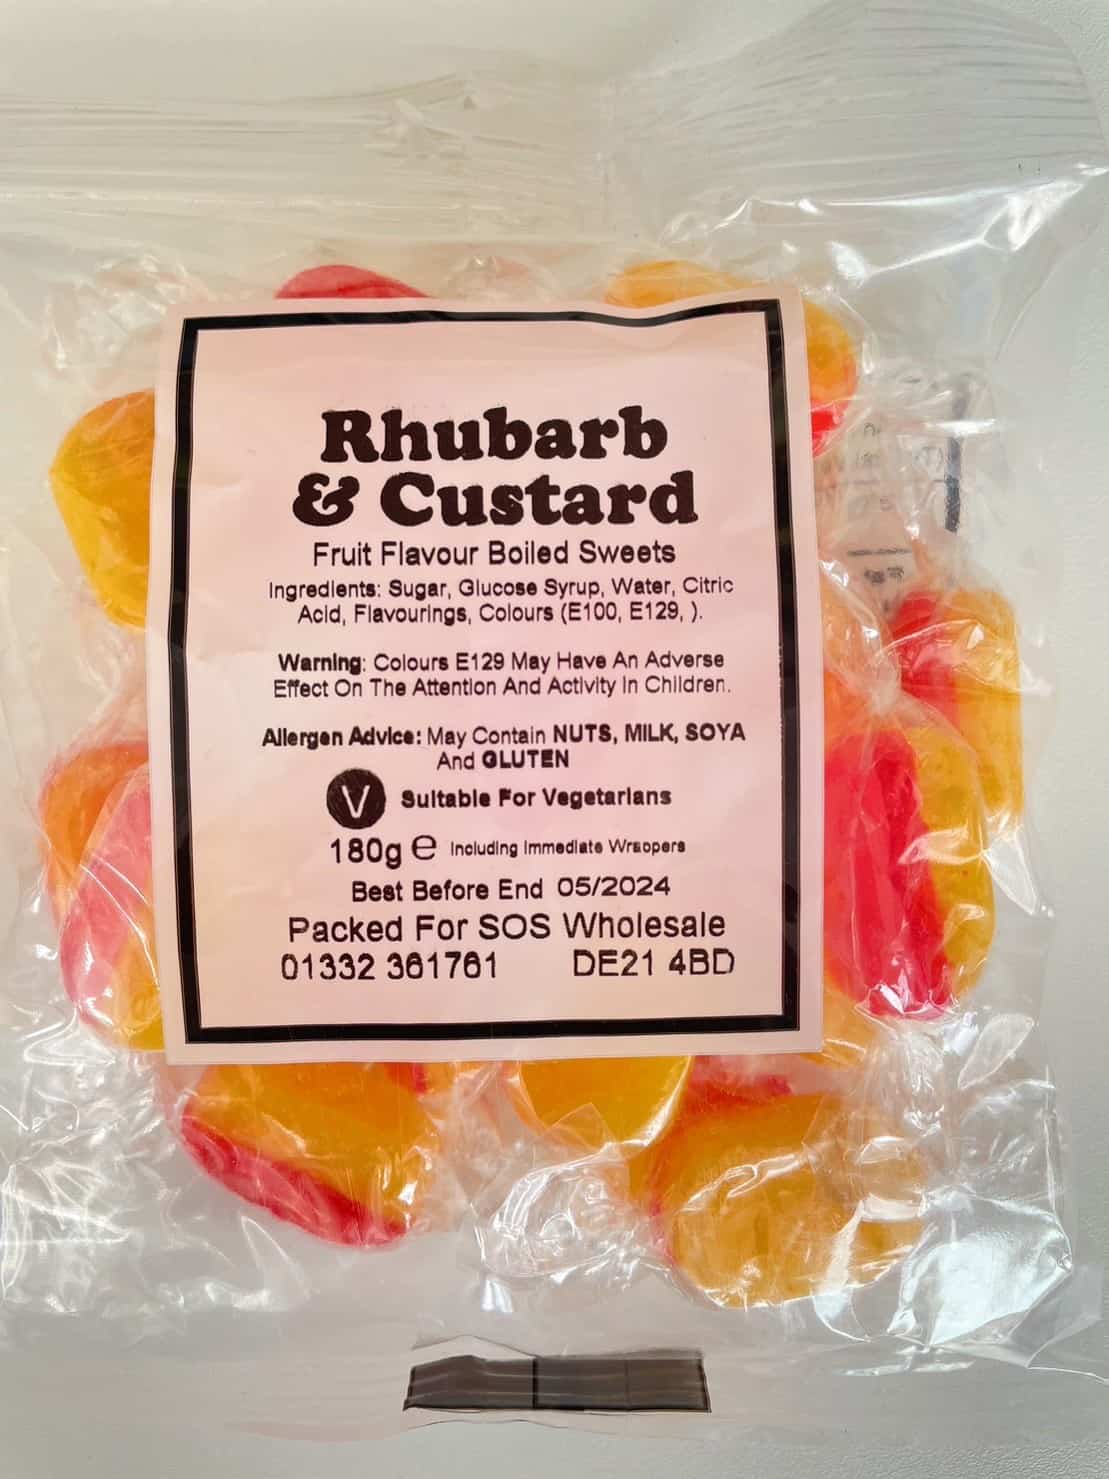 Rhubarb
& Custard
Fruit Flavour Boiled Sweets
Ingredients: Sugar, Glucose Syrup, Water, Citric
Acid, Flavourings, Colours (E100, E129, ).
Warning: Colours E129 May Have An Adverse
Effect On The Attention And Activity In Children.
Allergen Advice: May Contain NUTS, MILK, SOYA
And GLUTEN
V Suitable For Vegetarians
180g e Including Immediate Wrappers
Best Before End 05/2024
Packed For SOS Wholesale
01332 361761 DE21 4BD